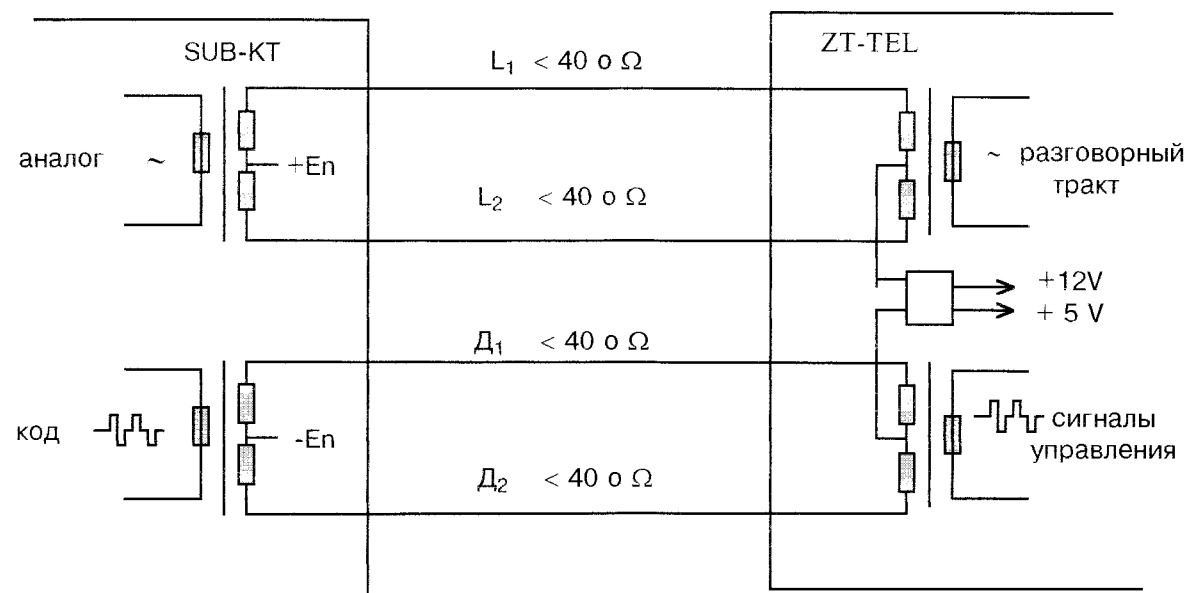 SUB-KT
ZT-TEL
L₁ < 40 о Ω
аналог ~
+En
~ разговорный
тракт
L₂ < 40 о Ω
+12V
+ 5 V
Д₁ < 40 о Ω
код
-En
сигналы
управления
Д₂ < 40 о Ω